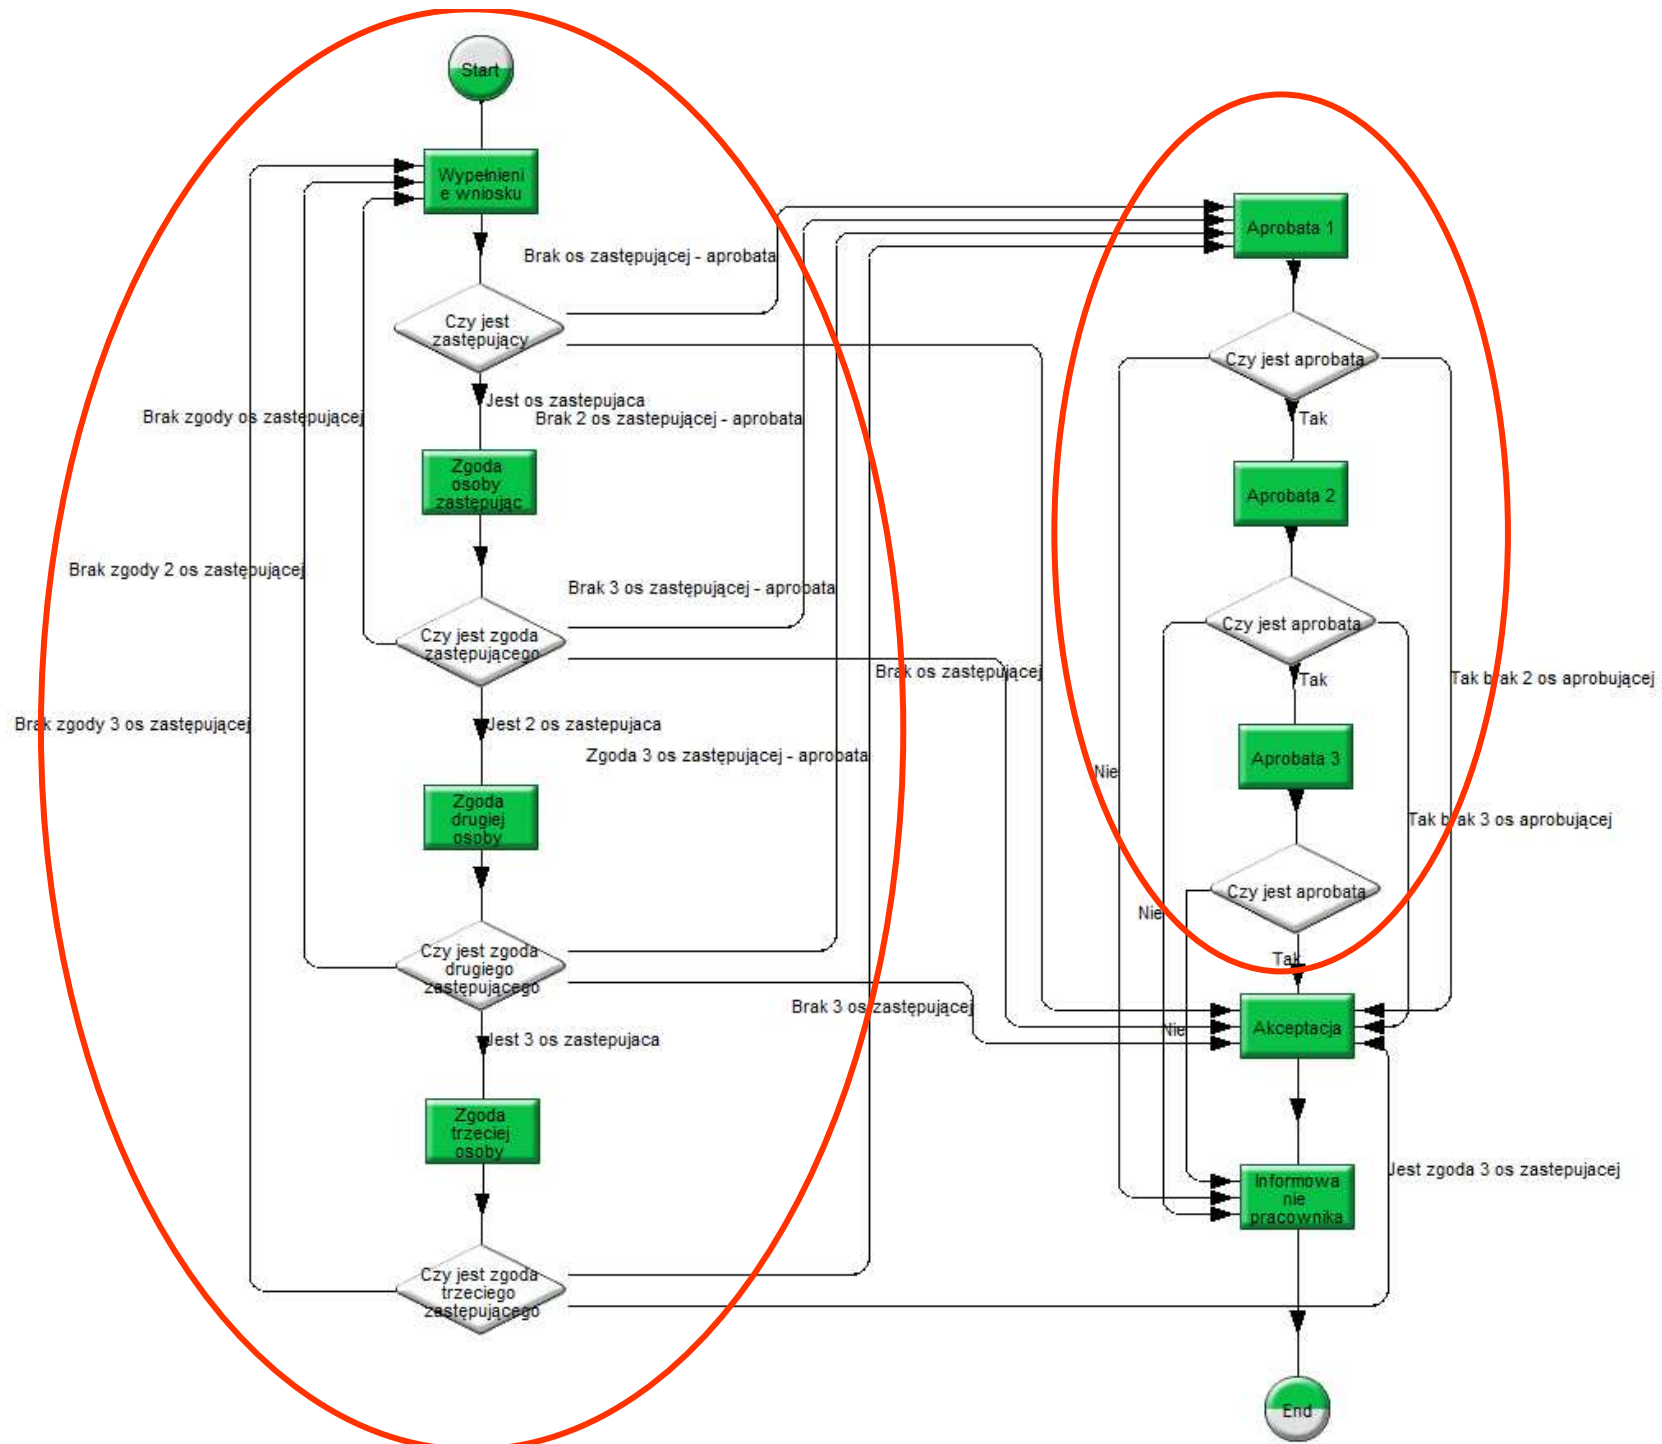 Start
Wypełnieni
e wniosku
Brak os zastępującej - aprobata
Czy jest
zastępujący
Jest os zastepujaca
Brak zgody os zastępującej
Brak 2 os zastepującej - aprobata
Zgoda
osoby
zastępując
Brak zgody 2 os zastępującej
Brak 3 os zastępującej - aprobata
Czy jest zgoda
zastępującego
Brak os zastępującej
Jest 2 os zastepujaca
Brak zgody 3 os zastępującej
Zgoda 3 os zastępującej - aprobata
Zgoda
drugiej
osoby
Czy jest zgoda
drugiego
zastępującego
Brak 3 os zastępującej
Jest 3 os zastepujaca
Zgoda
trzeciej
osoby
Czy jest zgoda
trzeciego
zastępującego
Aprobata 1
Czy jest aprobata
Tak
Aprobata 2
Czy jest aprobata
Tak
Tak brak 2 os aprobującej
Aprobata 3
Nie
Tak brak 3 os aprobującej
Czy jest aprobata
Nie
Tak
Akceptacja
Nie
Jest zgoda 3 os zastepujacej
Informowa
nie
pracownika
End